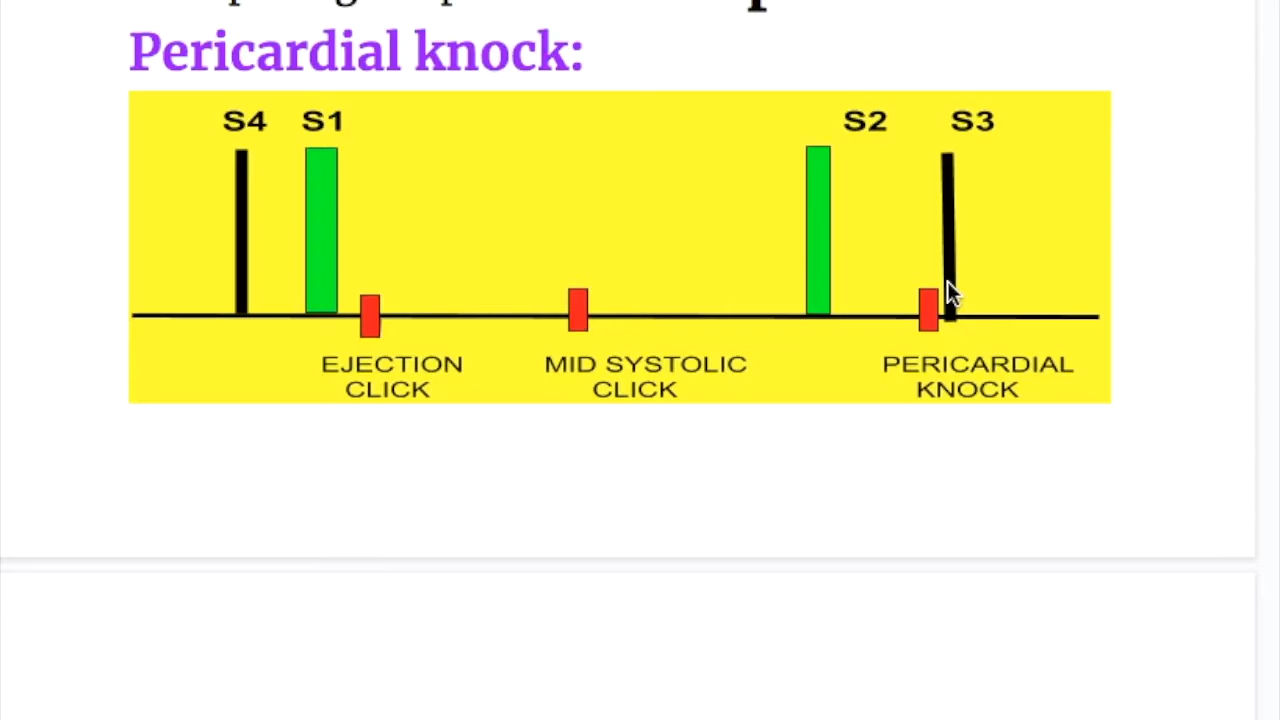 Pericardial knock:
S4 S1 S2 S3
EJECTION MID SYSTOLIC PERICARDIAL
CLICK CLICK KNOCK